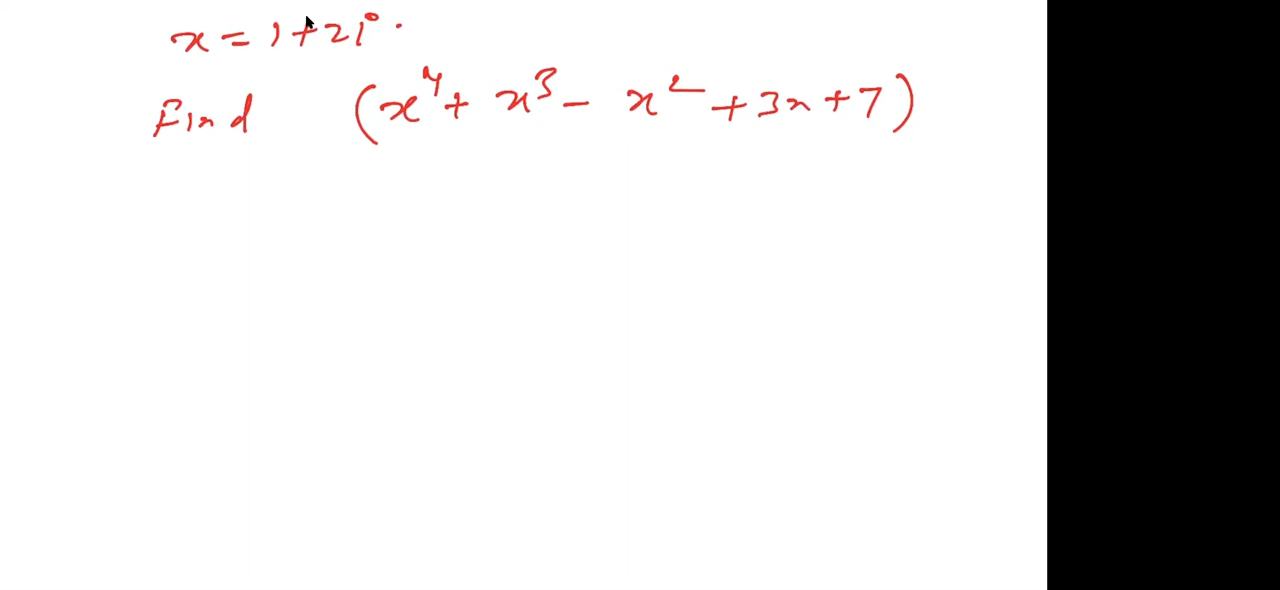 x = 1 + 2i.
Find (x⁴ + x³ - x² + 3x + 7)